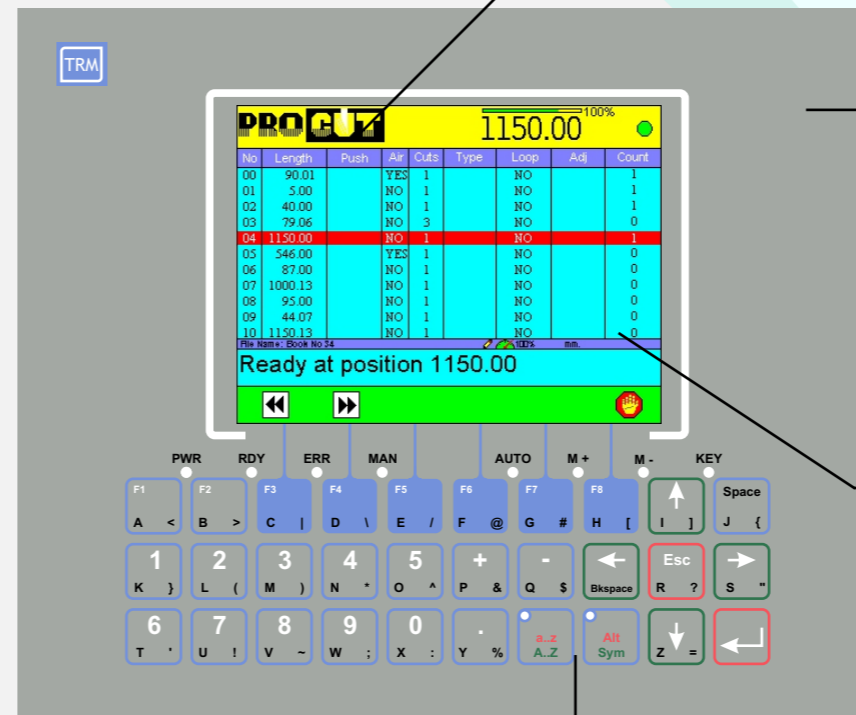 TRM
PRO CUT 1150.00 100%
No Length Push Air Cuts Type Loop Adj Count
00 90.01 YES 1 NO 1
01 5.00 NO 1 NO 1
02 40.00 NO 1 NO 1
03 79.06 NO 3 NO 0
04 1150.00 NO 1 NO 1
05 546.00 YES 1 NO 0
06 87.00 NO 1 NO 0
07 1000.13 NO 1 NO 0
08 95.00 NO 1 NO 0
09 44.07 NO 1 NO 0
10 1150.13 NO 1 NO 0
File Name: Book No 34 100% mm.
Ready at position 1150.00
PWR RDY ERR MAN AUTO M + M - KEY
F1 F2 F3 F4 F5 F6 F7 F8 Space
A < B > C | D \ E / F @ G # H [ I ] J {
1 2 3 4 5 + - Esc
K } L ( M ) N * O ^ P & Q $ Bkspace R ? S "
6 7 8 9 0 . a..z Alt
T ' U ! V ~ W ; X : Y % A..Z Sym Z =